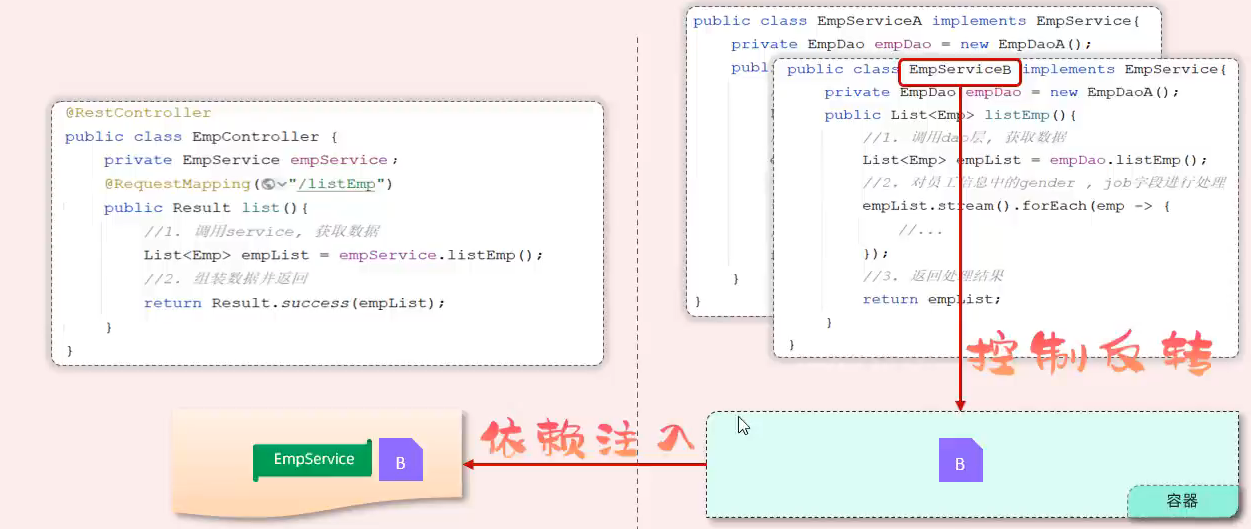 @RestController
public class EmpController {
private EmpService empService;
@RequestMapping("/listEmp")
public Result list(){
//1. 调用service, 获取数据
List<Emp> empList = empService.listEmp();
//2. 组装数据并返回
return Result.success(empList);
}
}
public class EmpServiceA implements EmpService{
private EmpDao empDao = new EmpDaoA();
publ
}
}
public class EmpServiceB implements EmpService{
private EmpDao empDao = new EmpDaoA();
public List<Emp> listEmp(){
//1. 调用dao层, 获取数据
List<Emp> empList = empDao.listEmp();
//2. 对员工信息中的gender , job字段进行处理
empList.stream().forEach(emp -> {
//...
});
//3. 返回处理结果
return empList;
}
}
控制反转
依赖注入
EmpService
B
B
容器